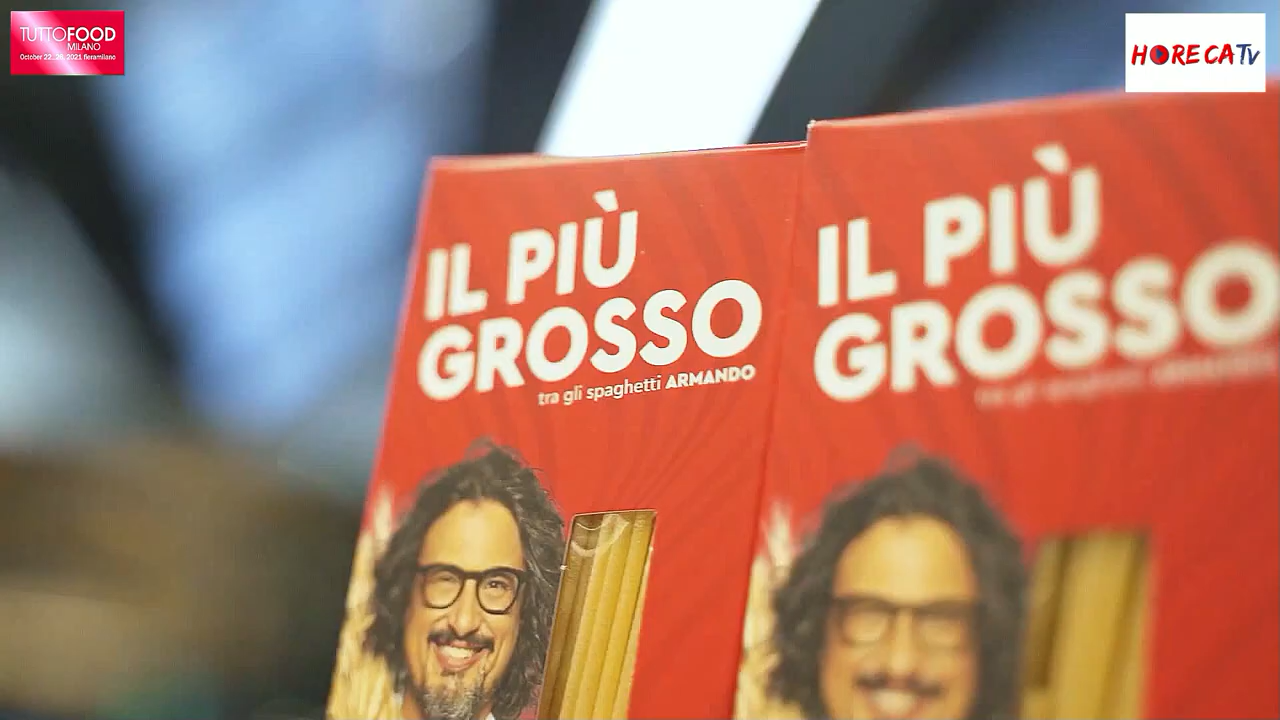 TUTTOFOOD
MILANO
HORECATv
IL PIÙ
GROSSO
tra gli spaghetti ARMANDO
IL PIÙ
GROSSO